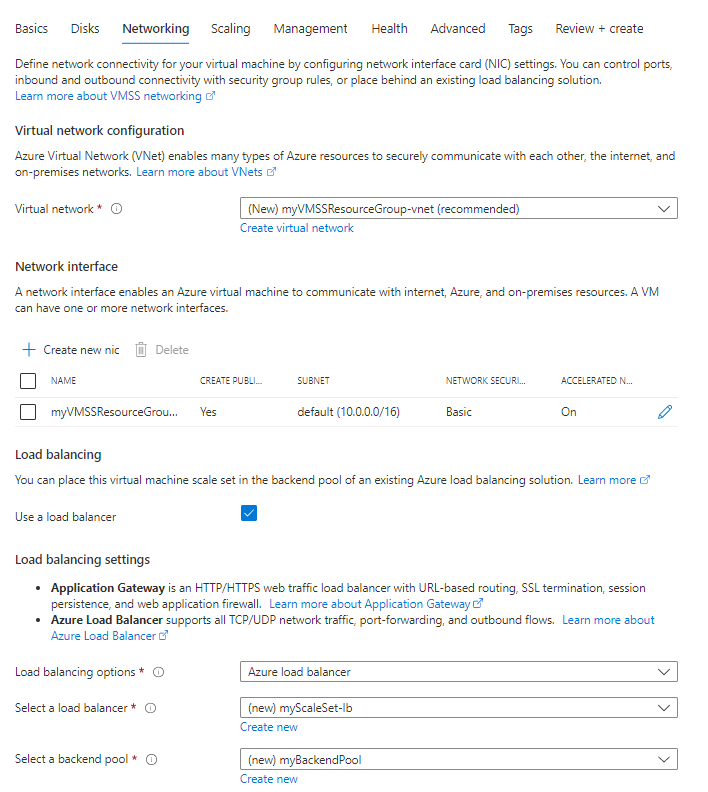 Basics Disks Networking Scaling Management Health Advanced Tags Review + create
Define network connectivity for your virtual machine by configuring network interface card (NIC) settings. You can control ports,
inbound and outbound connectivity with security group rules, or place behind an existing load balancing solution.
Learn more about VMSS networking
Virtual network configuration
Azure Virtual Network (VNet) enables many types of Azure resources to securely communicate with each other, the internet, and
on-premises networks. Learn more about VNets
Virtual network * (New) myVMSSResourceGroup-vnet (recommended)
Create virtual network
Network interface
A network interface enables an Azure virtual machine to communicate with internet, Azure, and on-premises resources. A VM
can have one or more network interfaces.
Create new nic Delete
NAME CREATE PUBLI... SUBNET NETWORK SECURI... ACCELERATED N...
myVMSSResourceGrou... Yes default (10.0.0.0/16) Basic On
Load balancing
You can place this virtual machine scale set in the backend pool of an existing Azure load balancing solution. Learn more
Use a load balancer
Load balancing settings
• Application Gateway is an HTTP/HTTPS web traffic load balancer with URL-based routing, SSL termination, session
persistence, and web application firewall. Learn more about Application Gateway
• Azure Load Balancer supports all TCP/UDP network traffic, port-forwarding, and outbound flows. Learn more about
Azure Load Balancer
Load balancing options * Azure load balancer
Select a load balancer * (new) myScaleSet-lb
Create new
Select a backend pool * (new) myBackendPool
Create new